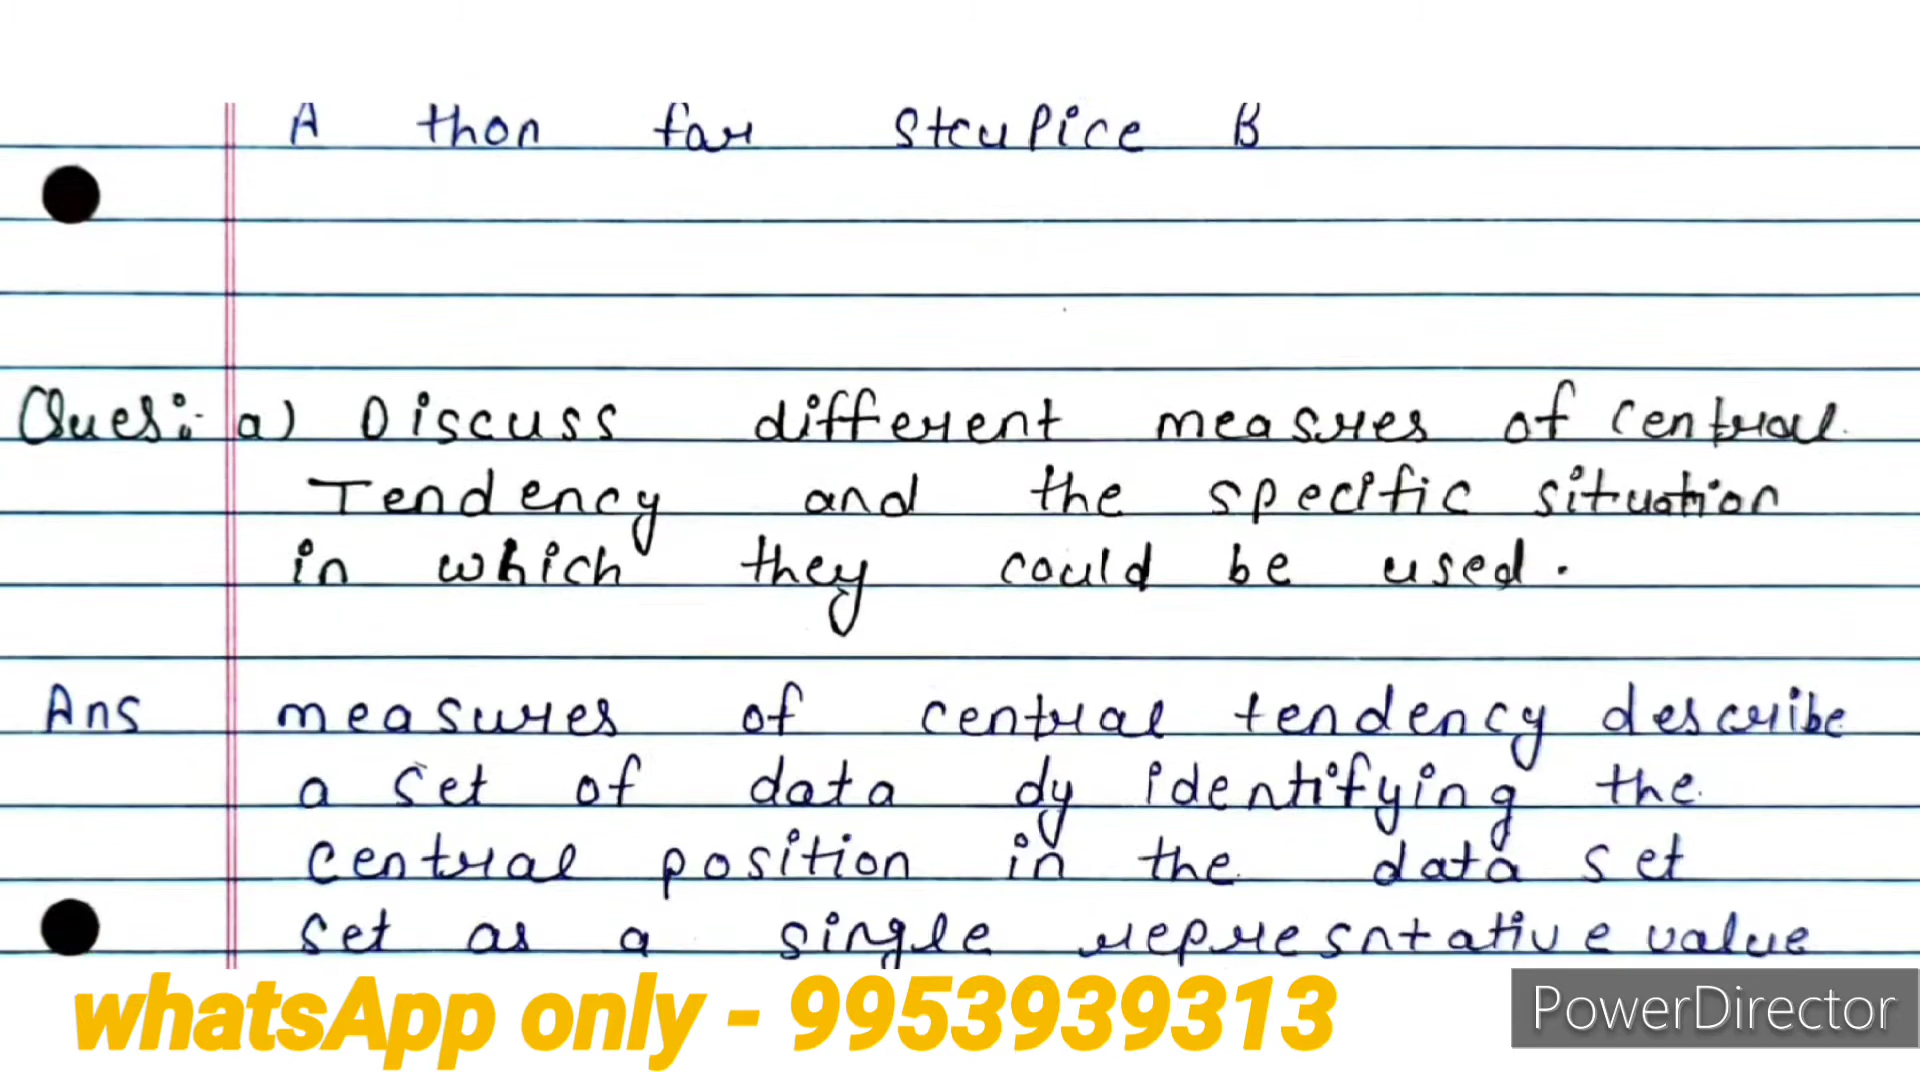 A thon far stcupice B
Ques:- a) Discuss different measures of central
Tendency and the specific situation
in which they could be used.
Ans measures of central tendency describe
a set of data dy identifying the
central position in the data set
set as a single represntative value
whatsApp only - 9953939313
PowerDirector